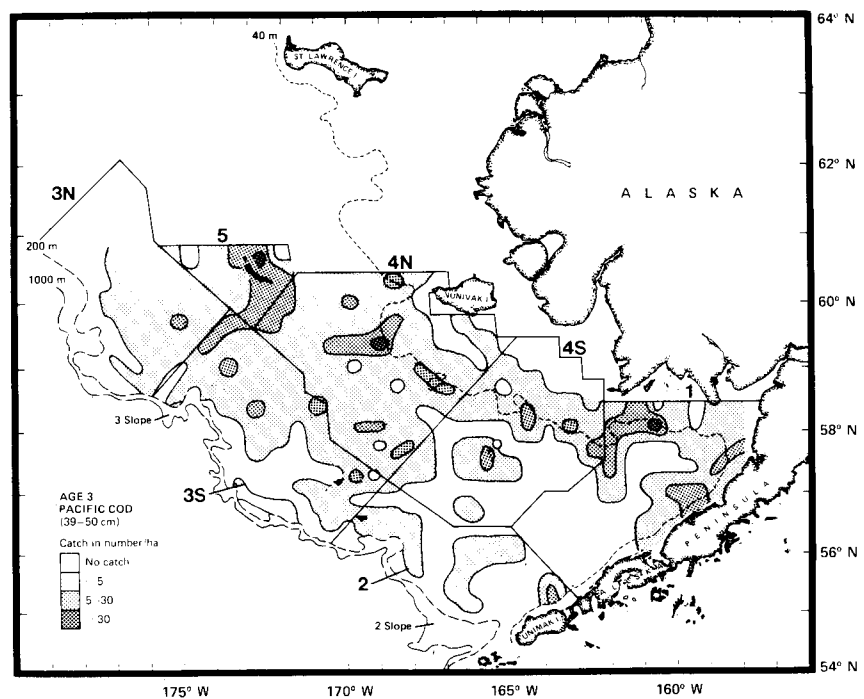 64° N
40 m
ST LAWRENCE I
62° N
3N
ALASKA
5
200 m
4N
1000 m
NUNIVAK I
60° N
4S
1
3 Slope
58° N
3S
AGE 3
PACIFIC COD
(39–50 cm)
PENINSULA
Catch in number/ha
No catch
5
56° N
5 -30
2
30
2 Slope
UNIMAK I
54° N
175° W
170° W
165° W
160° W